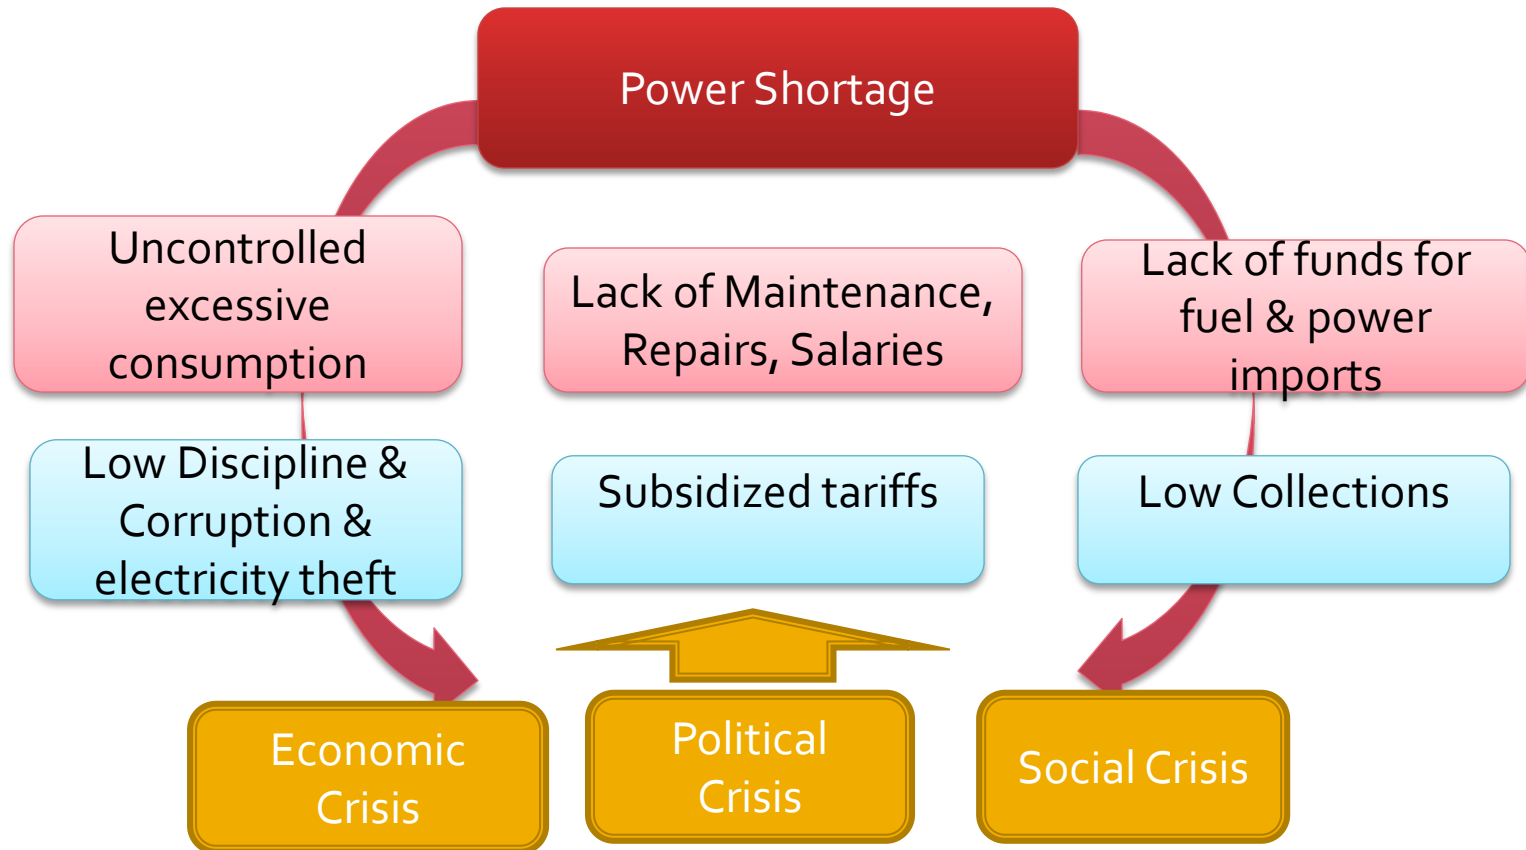 Power Shortage
Uncontrolled
excessive
consumption
Lack of Maintenance,
Repairs, Salaries
Lack of funds for
fuel & power
imports
Low Discipline &
Corruption &
electricity theft
Subsidized tariffs
Low Collections
Economic
Crisis
Political
Crisis
Social Crisis